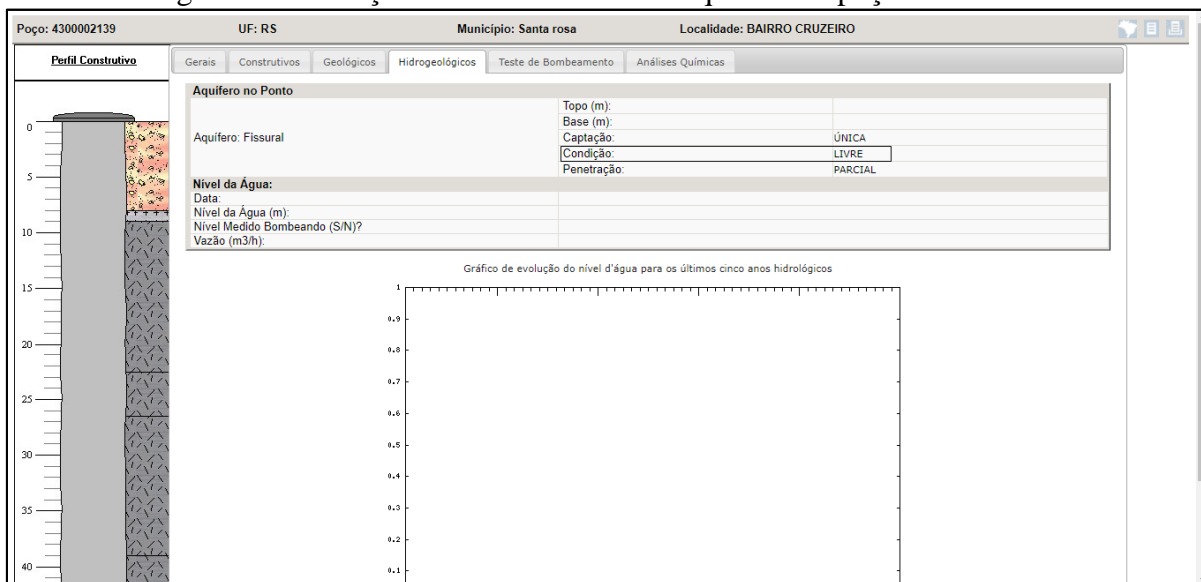 Poço: 4300002139 UF: RS Município: Santa rosa Localidade: BAIRRO CRUZEIRO
Perfil Construtivo
Gerais Construtivos Geológicos Hidrogeológicos Teste de Bombeamento Análises Químicas
Aquífero no Ponto
Topo (m):
Base (m):
Aquífero: Fissural Captação: ÚNICA
Condição: LIVRE
Penetração: PARCIAL
Nível da Água:
Data:
Nível da Água (m):
Nível Medido Bombeando (S/N)?
Vazão (m3/h):
Gráfico de evolução do nível d'água para os últimos cinco anos hidrológicos
0
5
10
15
20
25
30
35
40
1
0.9
0.8
0.7
0.6
0.5
0.4
0.3
0.2
0.1